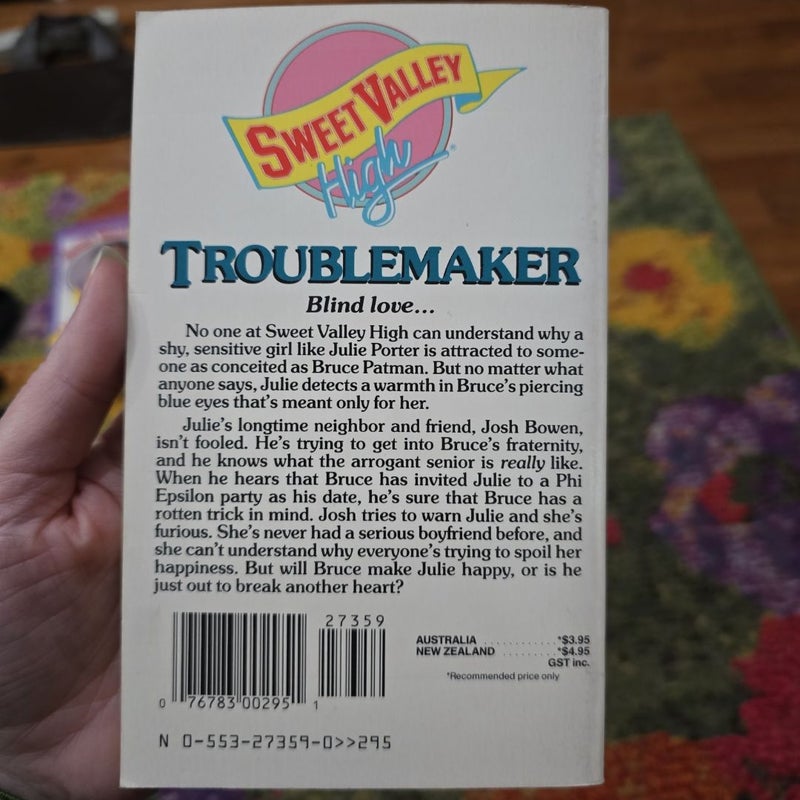 SWEET VALLEY
High®
TROUBLEMAKER
Blind love...
No one at Sweet Valley High can understand why a
shy, sensitive girl like Julie Porter is attracted to some-
one as conceited as Bruce Patman. But no matter what
anyone says, Julie detects a warmth in Bruce's piercing
blue eyes that's meant only for her.
Julie's longtime neighbor and friend, Josh Bowen,
isn't fooled. He's trying to get into Bruce's fraternity,
and he knows what the arrogant senior is really like.
When he hears that Bruce has invited Julie to a Phi
Epsilon party as his date, he's sure that Bruce has a
rotten trick in mind. Josh tries to warn Julie and she's
furious. She's never had a serious boyfriend before, and
she can't understand why everyone's trying to spoil her
happiness. But will Bruce make Julie happy, or is he
just out to break another heart?
27359
AUSTRALIA ............*$3.95
NEW ZEALAND .........*$4.95
GST inc.
*Recommended price only
0 76783 00295 1
N 0-553-27359-0>>295